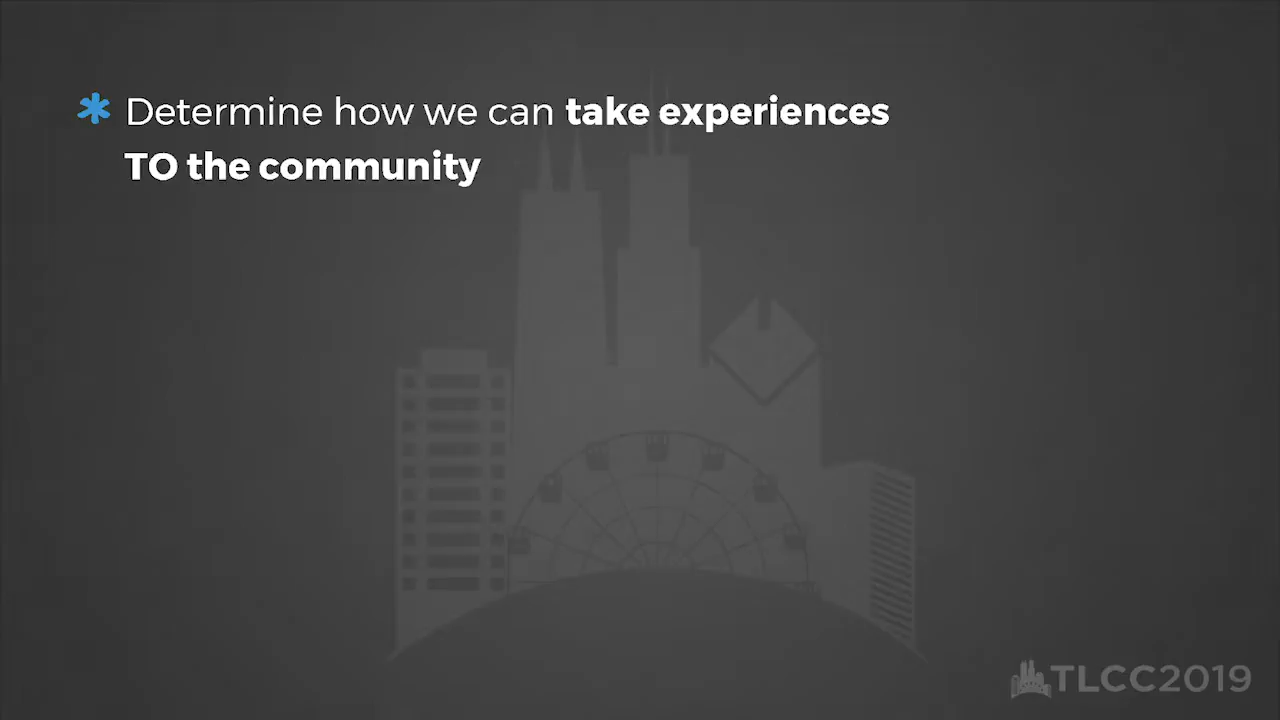 Determine how we can take experiences
TO the community
TLCC2019